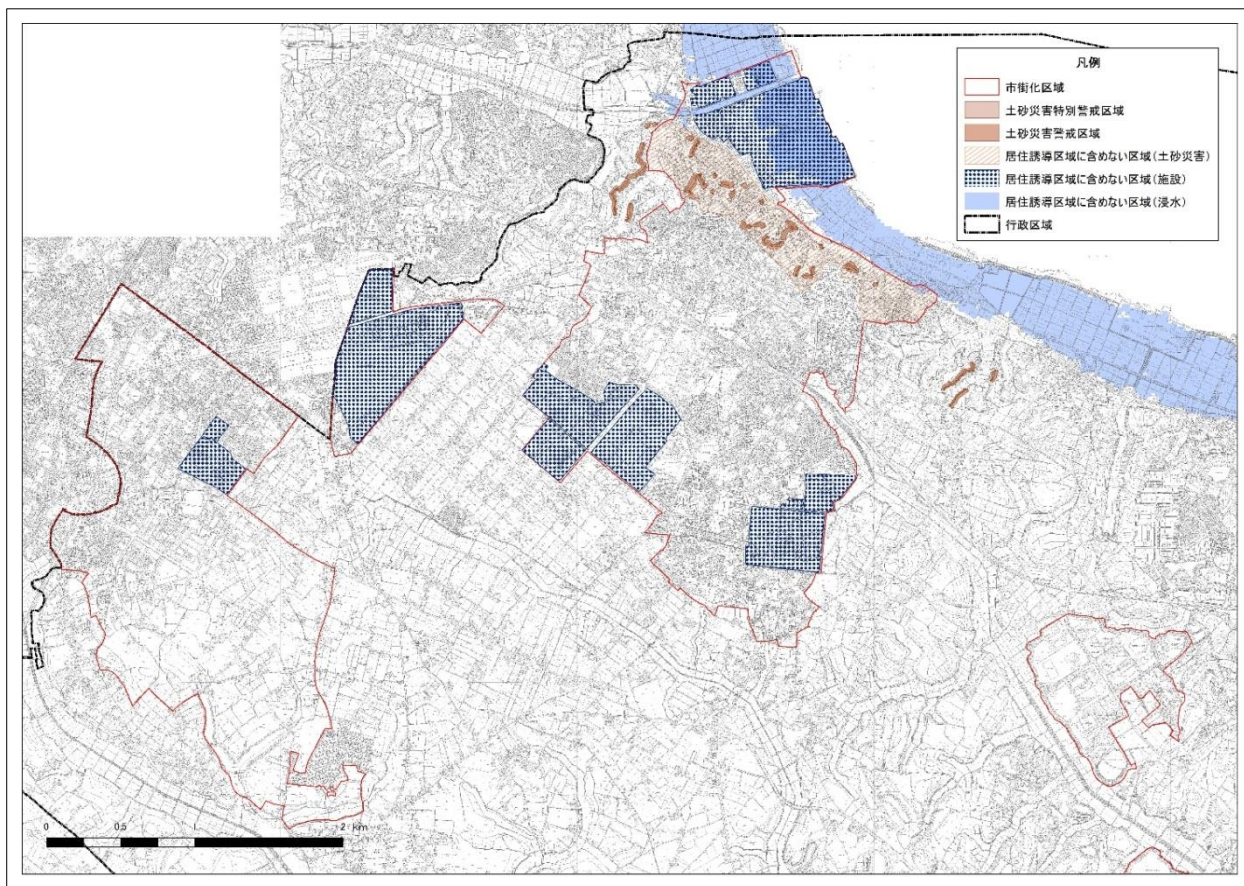 凡例
市街化区域
土砂災害特別警戒区域
土砂災害警戒区域
居住誘導区域に含めない区域(土砂災害)
居住誘導区域に含めない区域(施設)
居住誘導区域に含めない区域(浸水)
行政区域
0 0.5 1 2 km